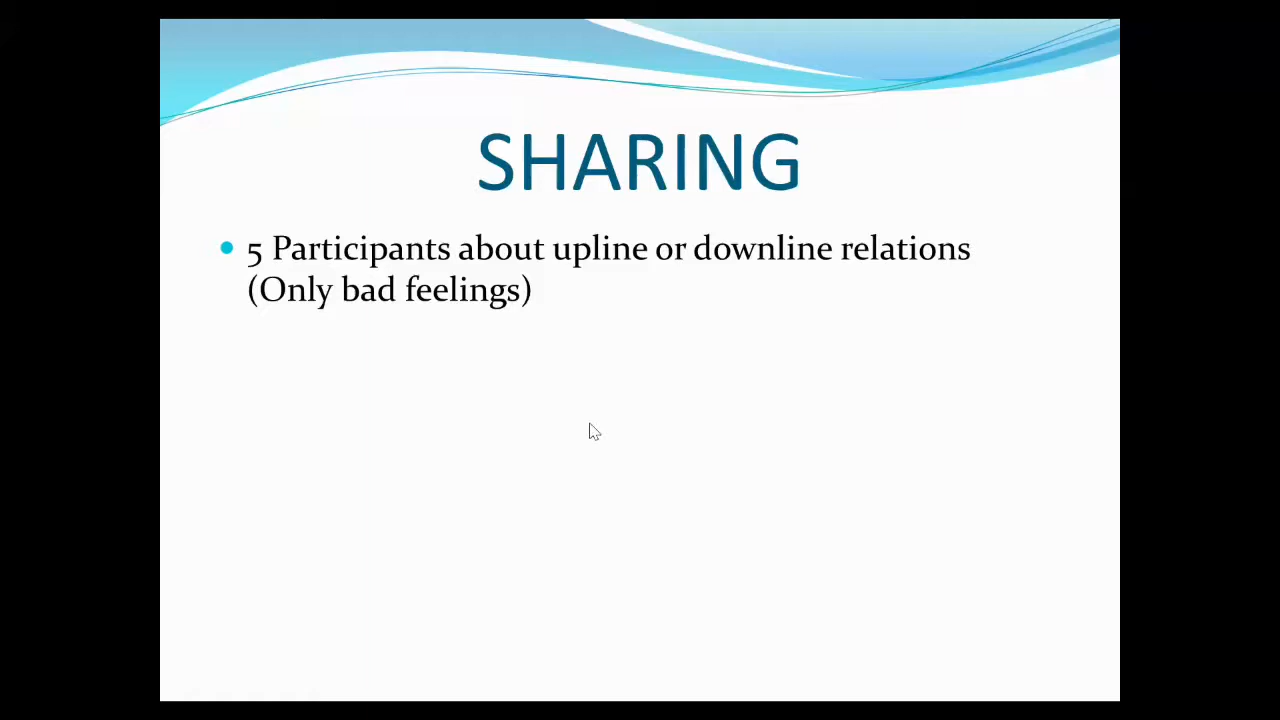 SHARING
• 5 Participants about upline or downline relations
(Only bad feelings)